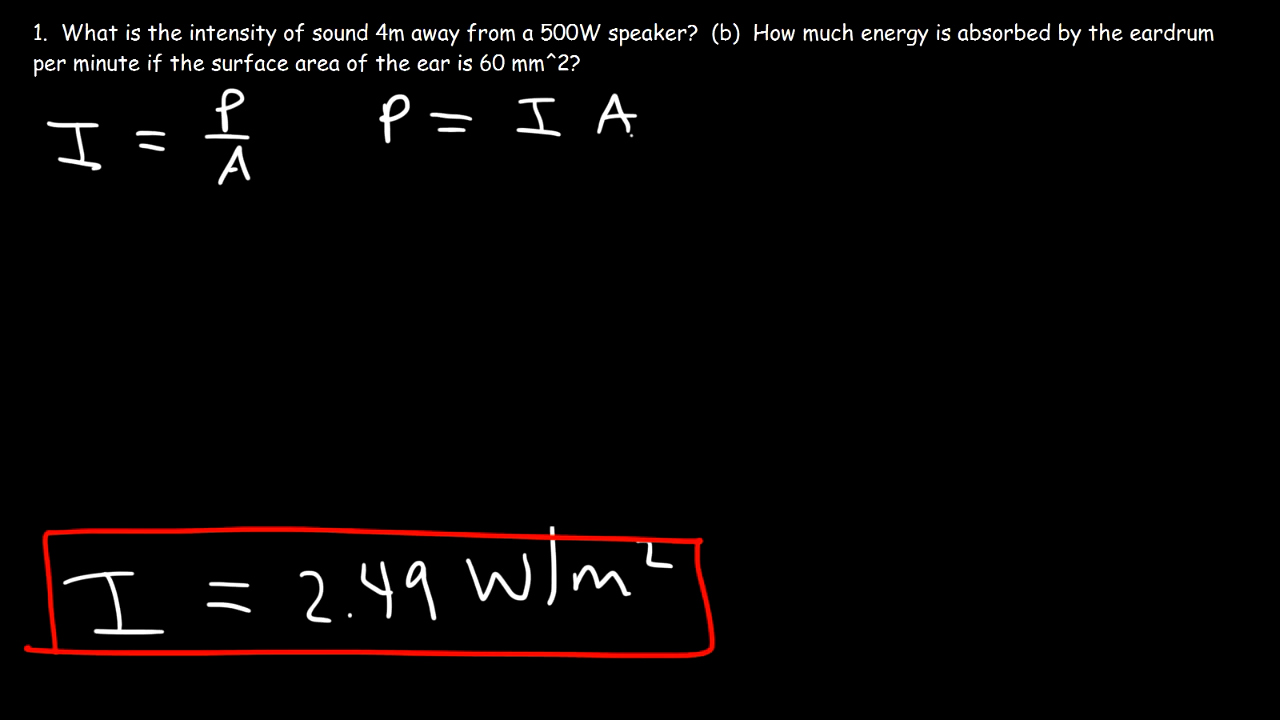 1. What is the intensity of sound 4m away from a 500W speaker? (b) How much energy is absorbed by the eardrum
per minute if the surface area of the ear is 60 mm^2?
I = P/A P = I A
I = 2.49 W/m²